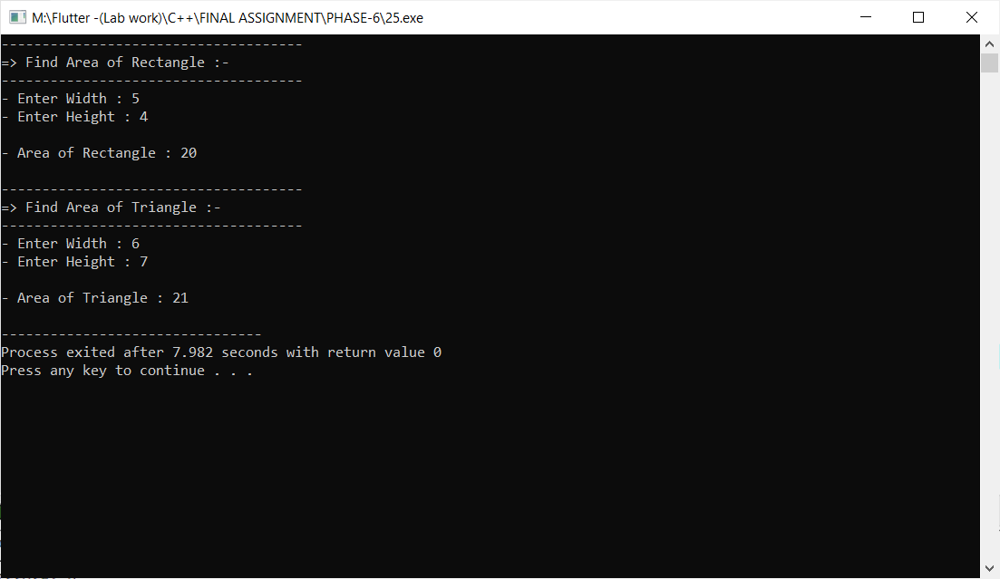 M:\Flutter -(Lab work)\C++\FINAL ASSIGNMENT\PHASE-6\25.exe
-------------------------------------
=> Find Area of Rectangle :-
-------------------------------------
- Enter Width : 5
- Enter Height : 4
- Area of Rectangle : 20
-------------------------------------
=> Find Area of Triangle :-
-------------------------------------
- Enter Width : 6
- Enter Height : 7
- Area of Triangle : 21
--------------------------------
Process exited after 7.982 seconds with return value 0
Press any key to continue . . .